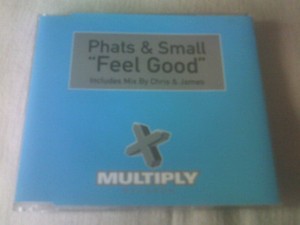 Phats & Small
"Feel Good"
Includes Mix By Chris & James
MULTIPLY